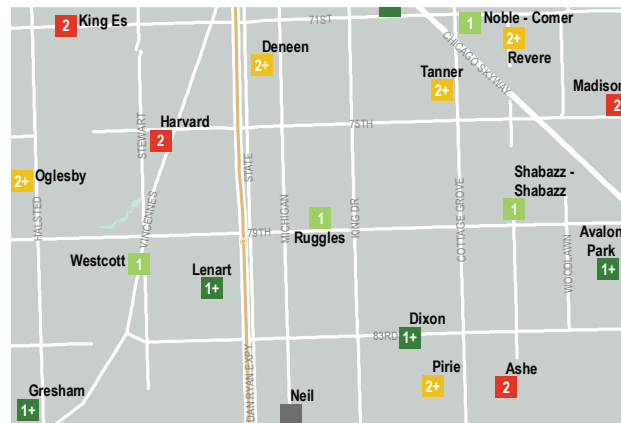 2 King Es
71ST
1 Noble - Comer
Deneen
2+
2+
Revere
CHICAGO SKYWAY
Tanner
2+
Madison
2
Harvard
2
STEWART
75TH
2+ Oglesby
HALSTED
VINCENNES
STATE
MICHIGAN
KING DR
COTTAGE GROVE
Shabazz -
Shabazz
1
WOODLAWN
1
Ruggles
79TH
Avalon
Park
1+
Westcott 1
Lenart
1+
Dixon
1+
83RD
DAN RYAN EXPY
Pirie
2+
Ashe
2
Gresham
1+
Neil